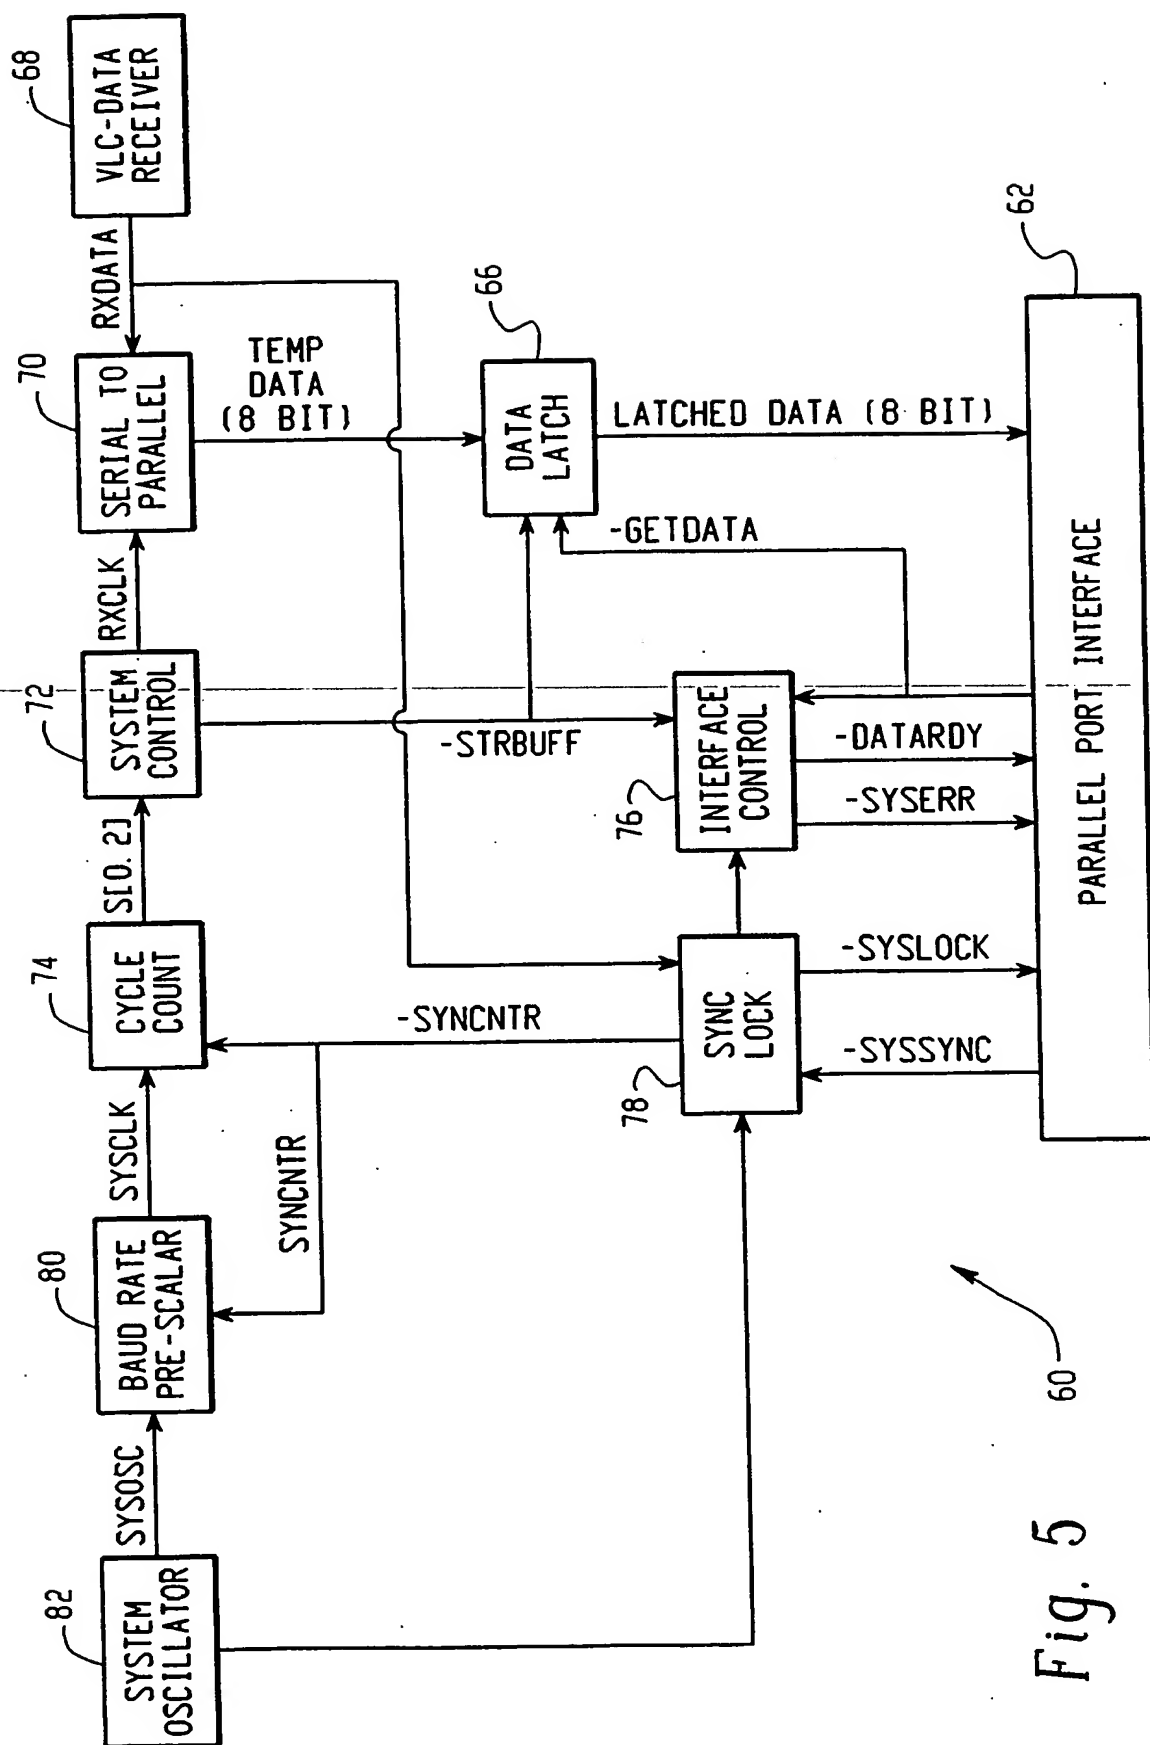 82
SYSTEM
OSCILLATOR
SYSOSC
80
BAUD RATE
PRE-SCALAR
SYSCLK
74
CYCLE
COUNT
S[0.2]
72
SYSTEM
CONTROL
RXCLK
70
SERIAL TO
PARALLEL
RXDATA
68
VLC-DATA
RECEIVER
SYNCNTR
-SYNCNTR
-STRBUFF
TEMP
DATA
(8 BIT)
66
DATA
LATCH
-GETDATA
LATCHED DATA (8 BIT)
78
SYNC
LOCK
76
INTERFACE
CONTROL
-SYSSYNC
-SYSLOCK
-SYSERR
-DATARDY
62
PARALLEL PORT INTERFACE
60
Fig. 5